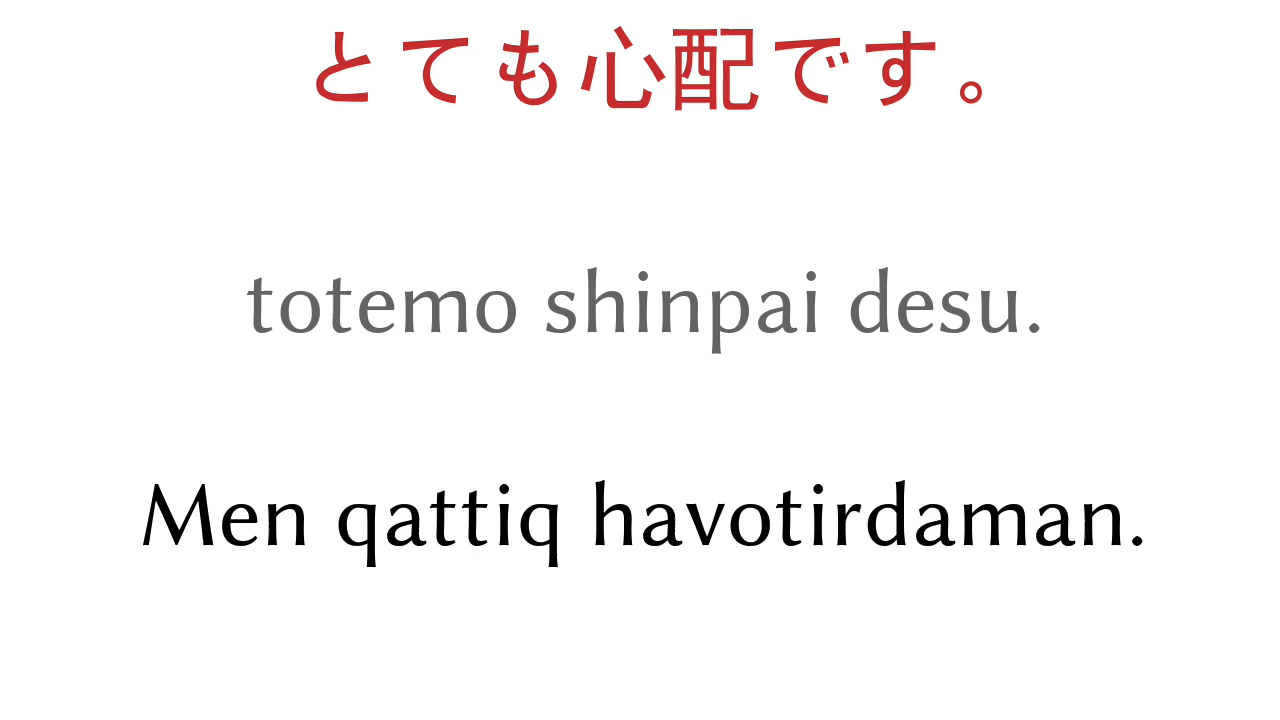 とても心配です。
totemo shinpai desu.
Men qattiq havotirdaman.